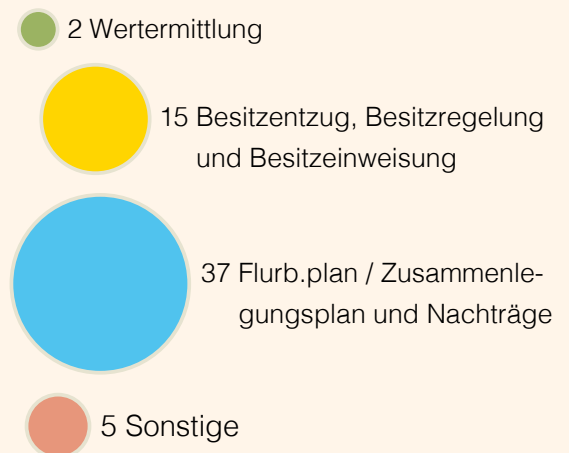 2 Wertermittlung
15 Besitzentzug, Besitzregelung
und Besitzeinweisung
37 Flurb.plan / Zusammenle-
gungsplan und Nachträge
5 Sonstige